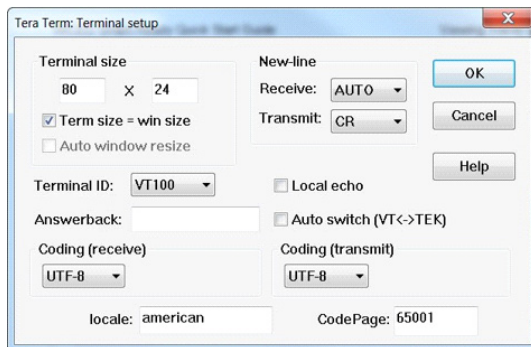 Tera Term: Terminal setup
Terminal size
80 X 24
Term size = win size
Auto window resize
New-line
Receive: AUTO
Transmit: CR
OK
Cancel
Help
Terminal ID: VT100
Local echo
Answerback:
Auto switch (VT<->TEK)
Coding (receive)
UTF-8
Coding (transmit)
UTF-8
locale: american
CodePage: 65001